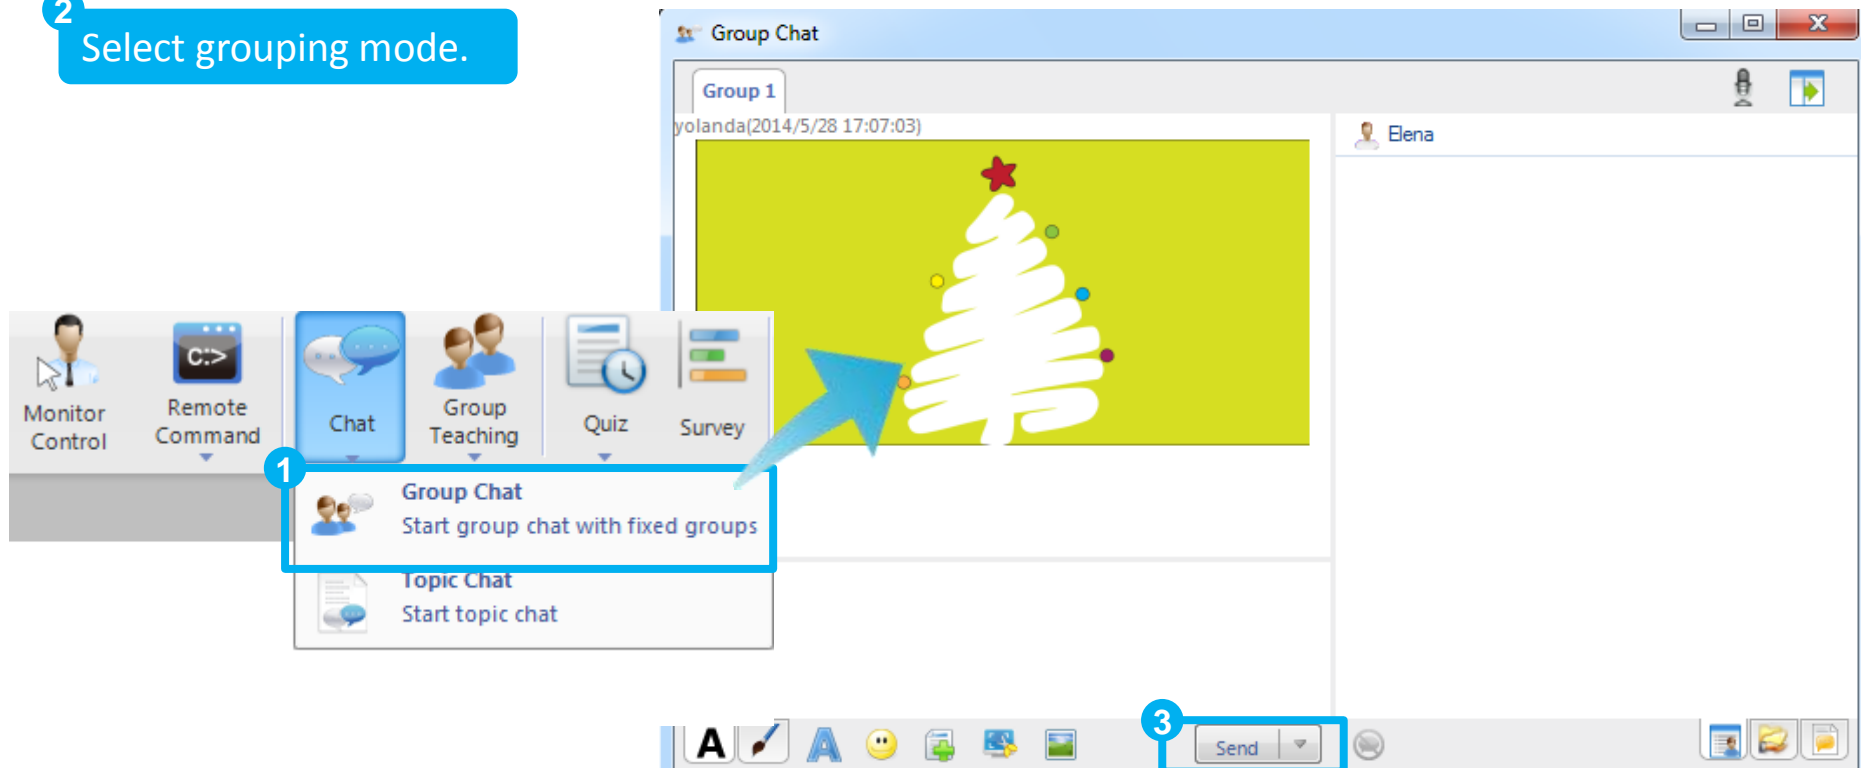 2
Select grouping mode.
Group Chat
Group 1
yolanda(2014/5/28 17:07:03)
Elena
C:>
Monitor
Control
Remote
Command
Chat
Group
Teaching
Quiz
Survey
1
Group Chat
Start group chat with fixed groups
Topic Chat
Start topic chat
3
A
A
Send